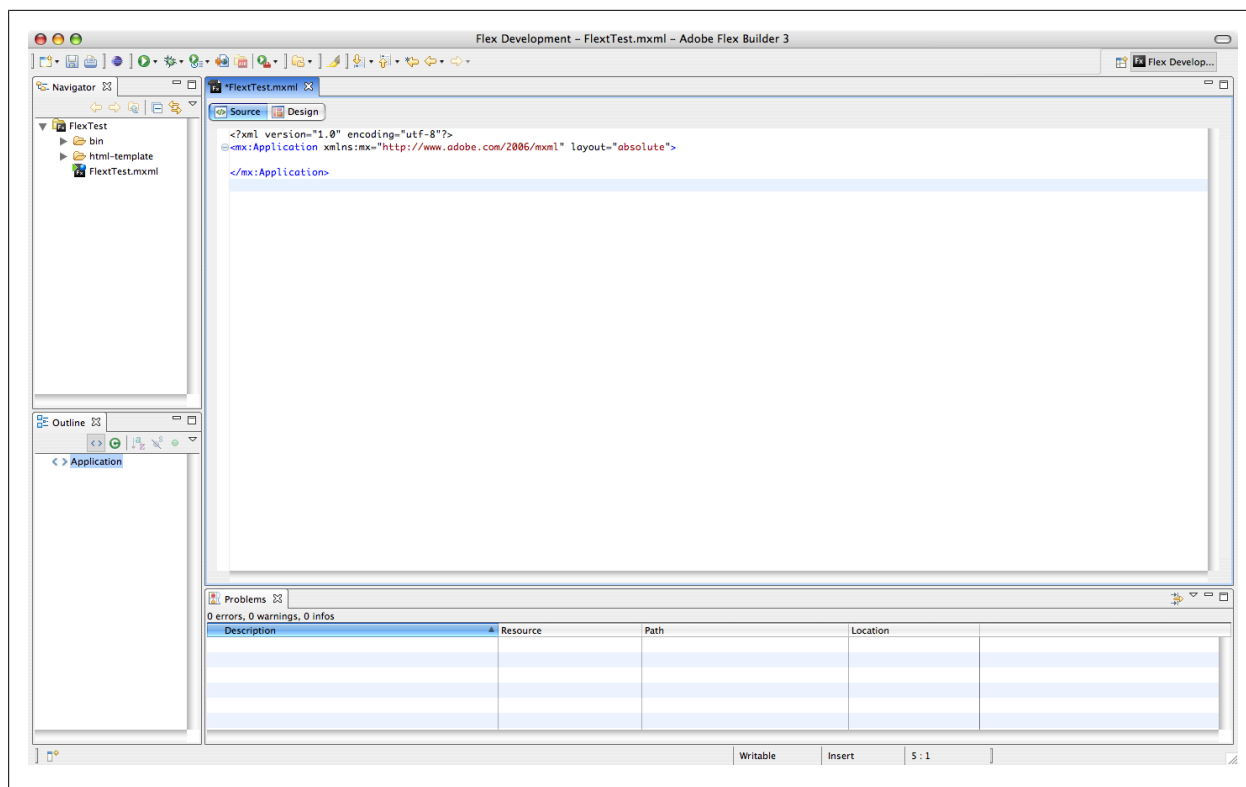 Flex Development – FlextTest.mxml – Adobe Flex Builder 3
Flex Develop...
Navigator
FlexTest
bin
html-template
FlextTest.mxml
*FlextTest.mxml
Source Design
<?xml version="1.0" encoding="utf-8"?>
<mx:Application xmlns:mx="http://www.adobe.com/2006/mxml" layout="absolute">
</mx:Application>
Outline
Application
Problems
0 errors, 0 warnings, 0 infos
Description Resource Path Location
Writable Insert 5 : 1